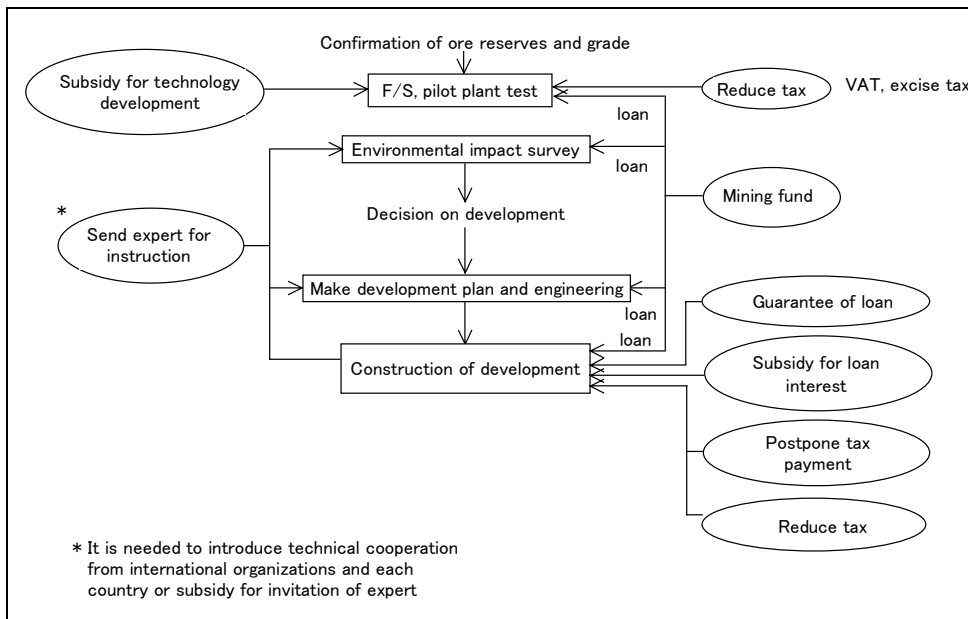 Confirmation of ore reserves and grade
Subsidy for technology
development
F/S, pilot plant test
Reduce tax
VAT, excise tax
loan
Environmental impact survey
loan
Mining fund
Decision on development
*
Send expert for
instruction
Make development plan and engineering
Guarantee of loan
loan
loan
Construction of development
Subsidy for loan
interest
Postpone tax
payment
Reduce tax
* It is needed to introduce technical cooperation
from international organizations and each
country or subsidy for invitation of expert